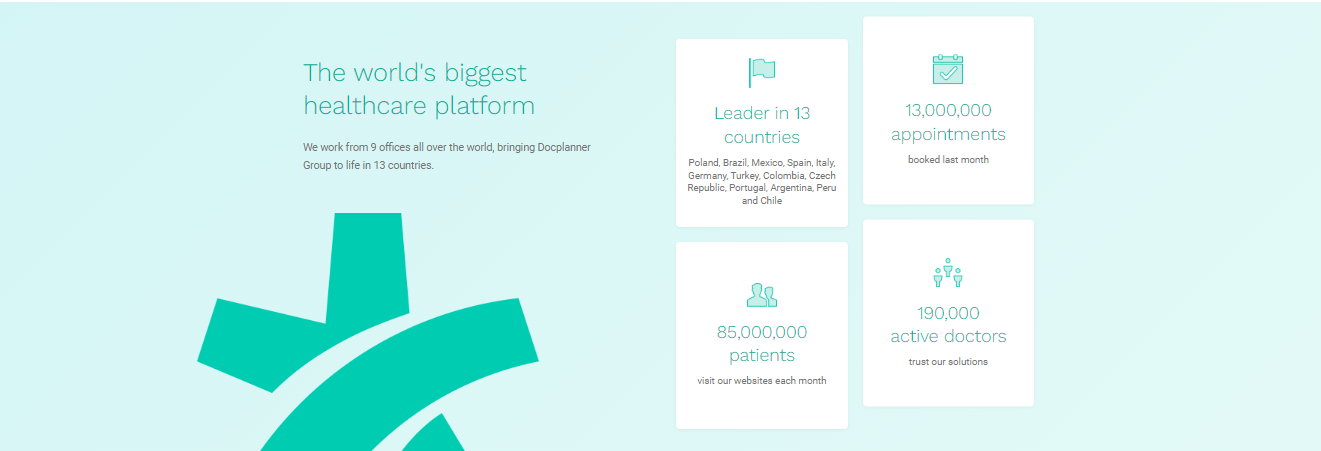 The world's biggest
healthcare platform
We work from 9 offices all over the world, bringing Docplanner
Group to life in 13 countries.
Leader in 13
countries
Poland, Brazil, Mexico, Spain, Italy,
Germany, Turkey, Colombia, Czech
Republic, Portugal, Argentina, Peru
and Chile
13,000,000
appointments
booked last month
85,000,000
patients
visit our websites each month
190,000
active doctors
trust our solutions